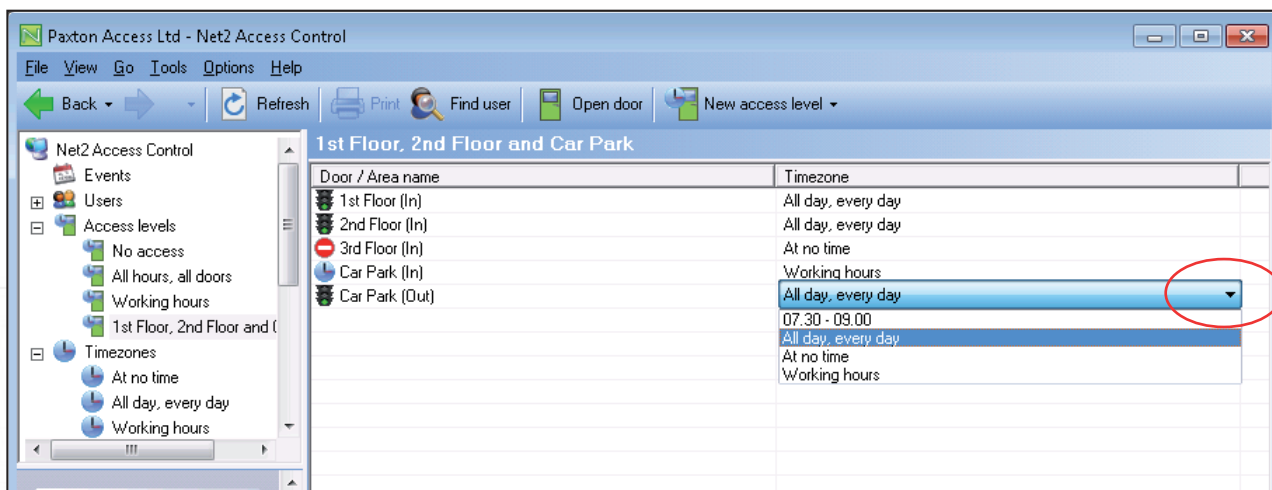 Paxton Access Ltd - Net2 Access Control
File View Go Tools Options Help
Back Refresh Print Find user Open door New access level
Net2 Access Control
Events
Users
Access levels
No access
All hours, all doors
Working hours
1st Floor, 2nd Floor and (
Timezones
At no time
All day, every day
Working hours
1st Floor, 2nd Floor and Car Park
Door / Area name Timezone
1st Floor (In) All day, every day
2nd Floor (In) All day, every day
3rd Floor (In) At no time
Car Park (In) Working hours
Car Park (Out) All day, every day
07.30 - 09.00
All day, every day
At no time
Working hours